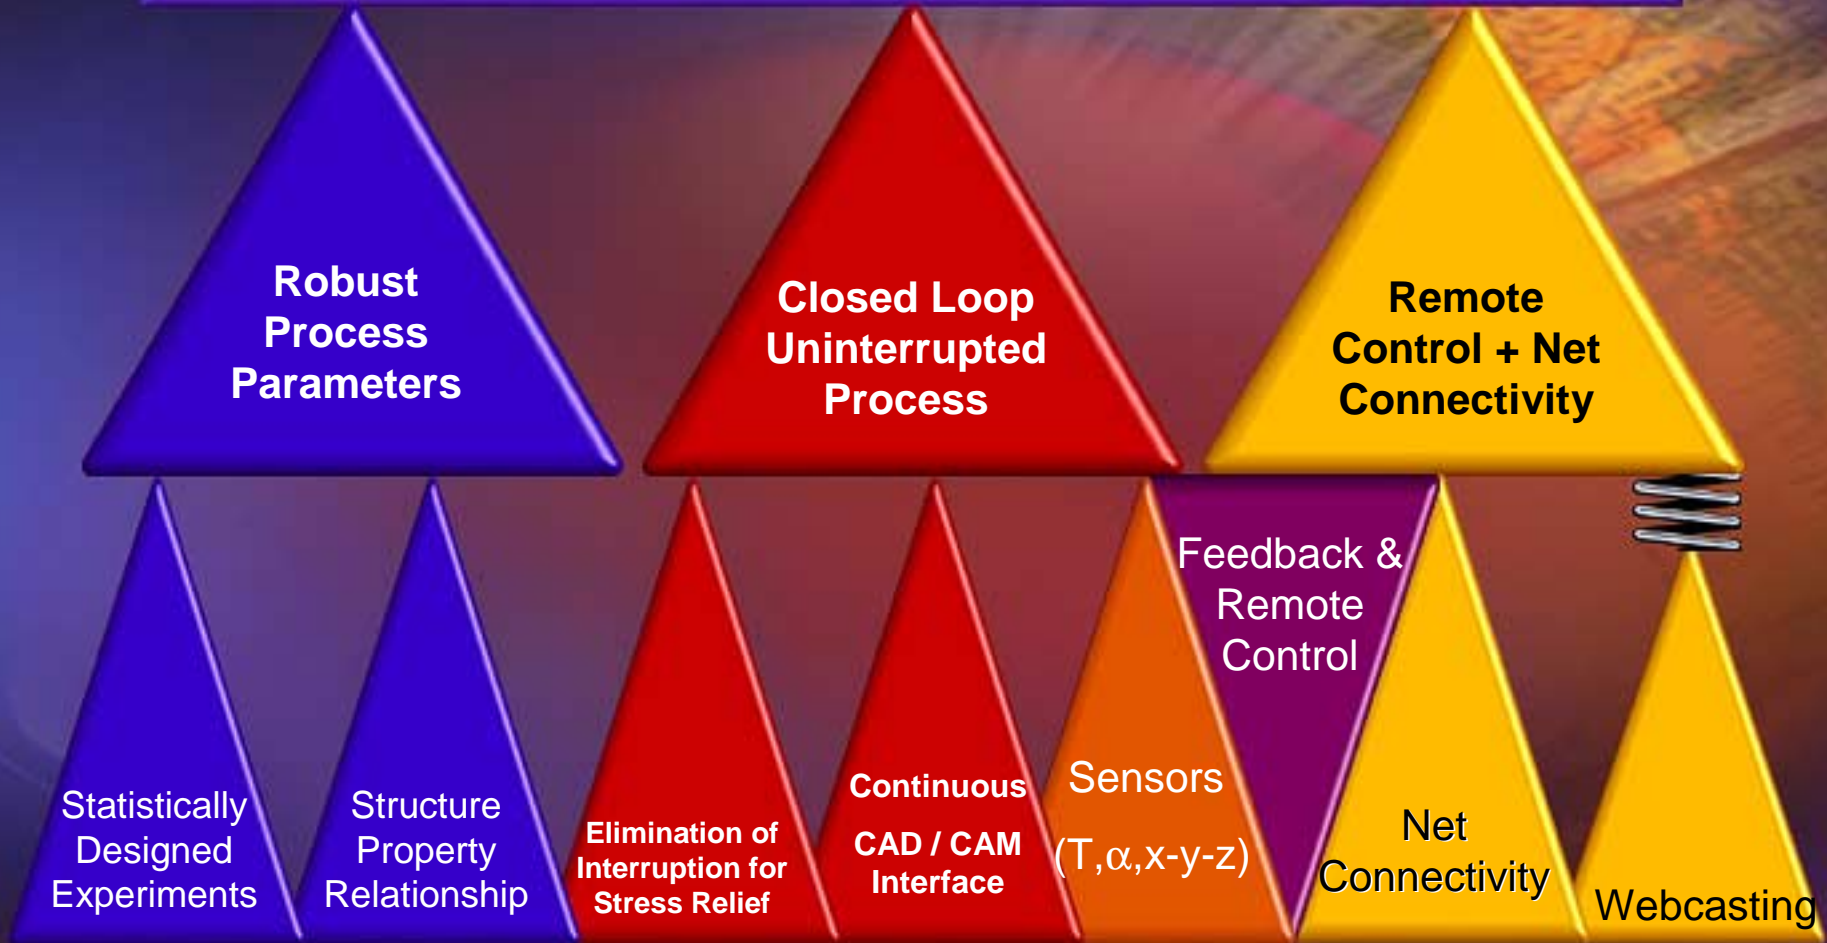 Robust
Process
Parameters
Closed Loop
Uninterrupted
Process
Remote
Control + Net
Connectivity
Statistically
Designed
Experiments
Structure
Property
Relationship
Elimination of
Interruption for
Stress Relief
Continuous
CAD / CAM
Interface
Sensors
(T,α,x-y-z)
Feedback &
Remote
Control
Net
Connectivity
Webcasting